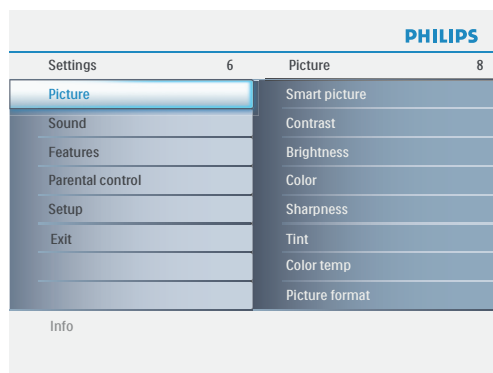 PHILIPS
Settings 6 Picture 8
Picture Smart picture
Sound Contrast
Features Brightness
Parental control Color
Setup Sharpness
Exit Tint
Color temp
Picture format
Info